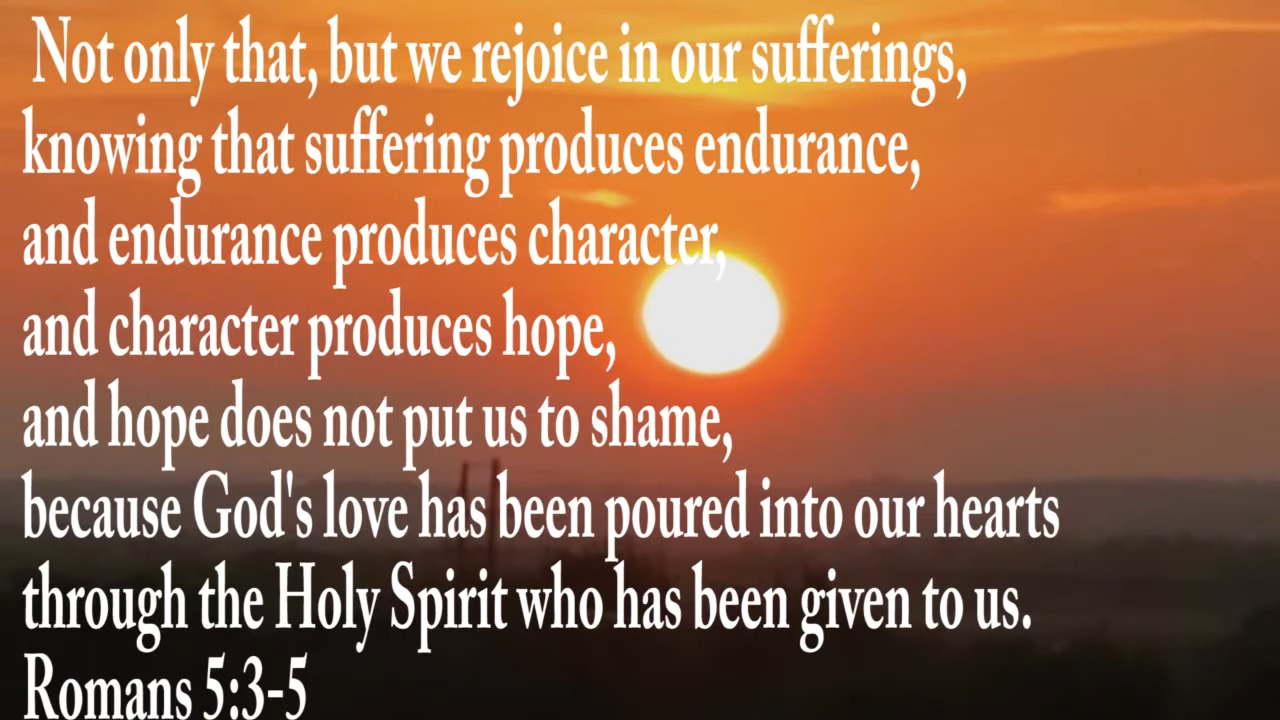 Not only that, but we rejoice in our sufferings,
knowing that suffering produces endurance,
and endurance produces character,
and character produces hope,
and hope does not put us to shame,
because God's love has been poured into our hearts
through the Holy Spirit who has been given to us.
Romans 5:3-5